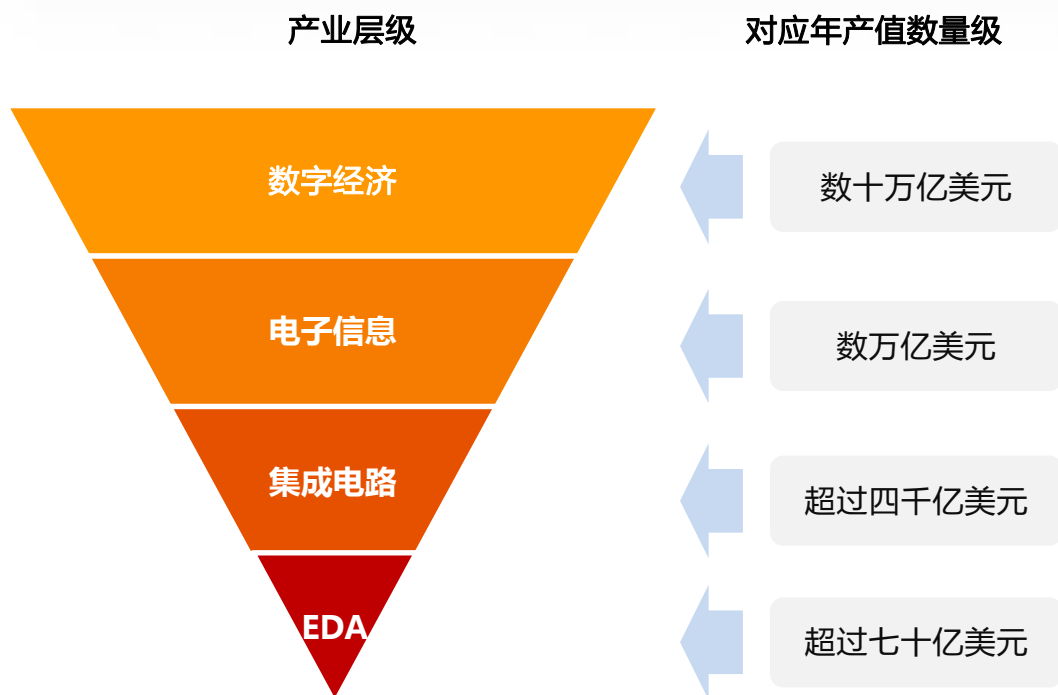 产业层级
对应年产值数量级
数字经济
数十万亿美元
电子信息
数万亿美元
集成电路
超过四千亿美元
EDA
超过七十亿美元